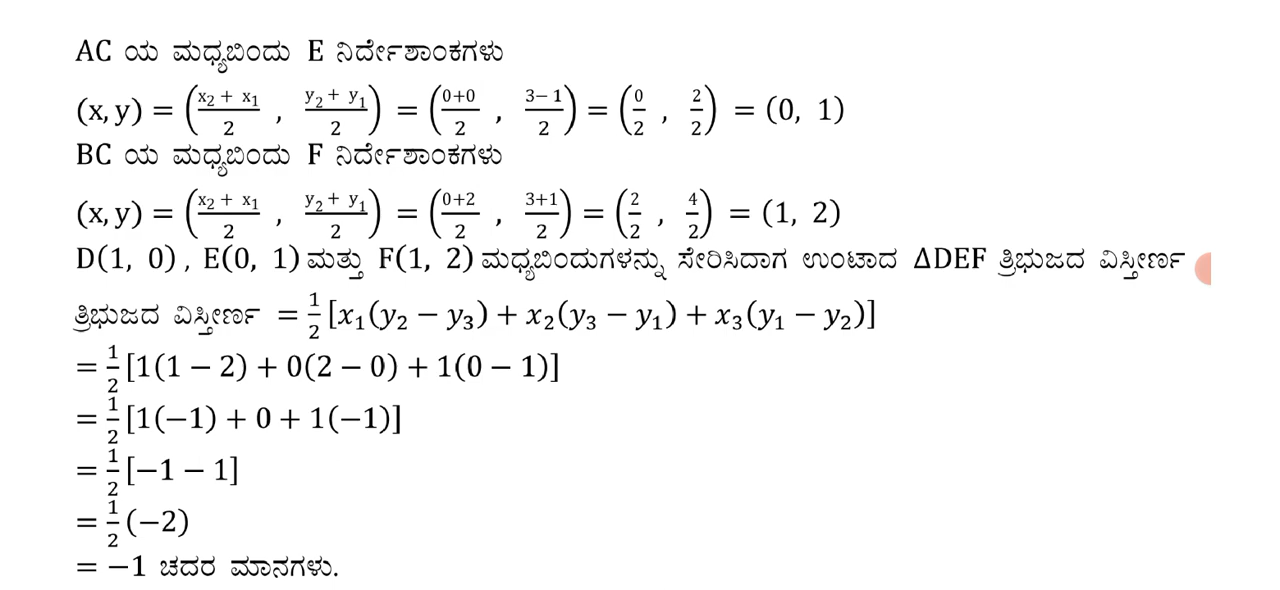 AC ಯ ಮಧ್ಯಬಿಂದು E ನಿರ್ದೇಶಾಂಕಗಳು
(x, y) = ((x₂ + x₁)/2 , (y₂ + y₁)/2) = ((0+0)/2 , (3−1)/2) = (0/2 , 2/2) = (0, 1)
BC ಯ ಮಧ್ಯಬಿಂದು F ನಿರ್ದೇಶಾಂಕಗಳು
(x, y) = ((x₂ + x₁)/2 , (y₂ + y₁)/2) = ((0+2)/2 , (3+1)/2) = (2/2 , 4/2) = (1, 2)
D(1, 0) , E(0, 1) ಮತ್ತು F(1, 2) ಮಧ್ಯಬಿಂದುಗಳನ್ನು ಸೇರಿಸಿದಾಗ ಉಂಟಾದ ΔDEF ತ್ರಿಭುಜದ ವಿಸ್ತೀರ್ಣ
ತ್ರಿಭುಜದ ವಿಸ್ತೀರ್ಣ = 1/2 [x₁(y₂ − y₃) + x₂(y₃ − y₁) + x₃(y₁ − y₂)]
= 1/2 [1(1 − 2) + 0(2 − 0) + 1(0 − 1)]
= 1/2 [1(−1) + 0 + 1(−1)]
= 1/2 [−1 − 1]
= 1/2 (−2)
= −1 ಚದರ ಮಾನಗಳು.